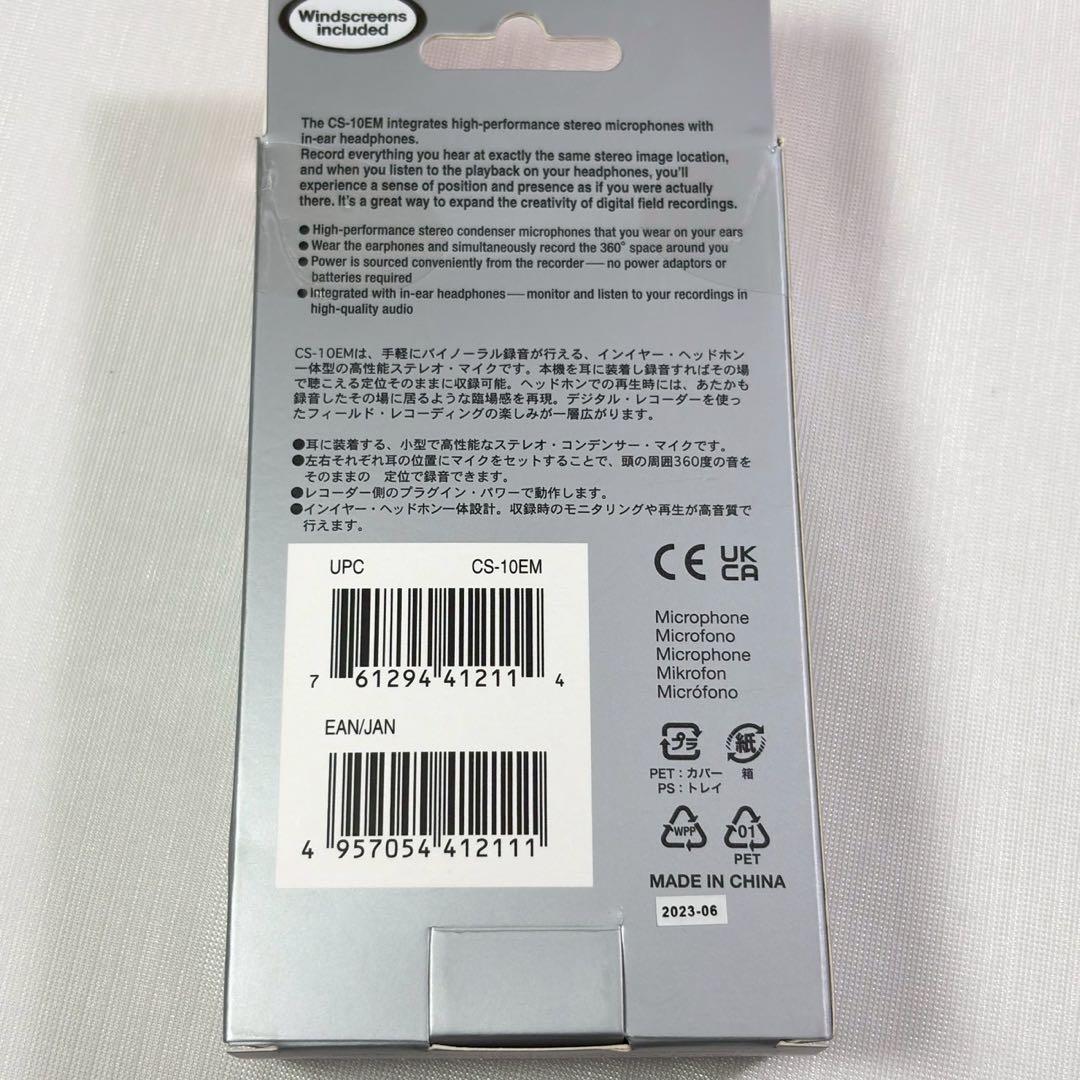 Windscreens
included
The CS-10EM integrates high-performance stereo microphones with
in-ear headphones.
Record everything you hear at exactly the same stereo image location,
and when you listen to the playback on your headphones, you'll
experience a sense of position and presence as if you were actually
there. It's a great way to expand the creativity of digital field recordings.
●High-performance stereo condenser microphones that you wear on your ears
●Wear the earphones and simultaneously record the 360° space around you
●Power is sourced conveniently from the recorder—no power adaptors or
batteries required
●Integrated with in-ear headphones—monitor and listen to your recordings in
high-quality audio
CS-10EMは、手軽にバイノーラル録音が行える、インイヤー・ヘッドホン
一体型の高性能ステレオ・マイクです。本機を耳に装着し録音すればその場
で聴こえる定位そのままに収録可能。ヘッドホンでの再生時には、あたかも
録音したその場に居るような臨場感を再現。デジタル・レコーダーを使っ
たフィールド・レコーディングの楽しみが一層広がります。
●耳に装着する、小型で高性能なステレオ・コンデンサー・マイクです。
●左右それぞれ耳の位置にマイクをセットすることで、頭の周囲360度の音を
そのままの 定位で録音できます。
●レコーダー側のプラグイン・パワーで動作します。
●インイヤー・ヘッドホン一体設計。収録時のモニタリングや再生が高音質で
行えます。
UPC CS-10EM
7 61294 41211 4
EAN/JAN
4 957054 412111
CE UK
CA
Microphone
Microfono
Microphone
Mikrofon
Micrófono
プラ 紙
PET：カバー 箱
PS：トレイ
WPP 01
PET
MADE IN CHINA
2023-06